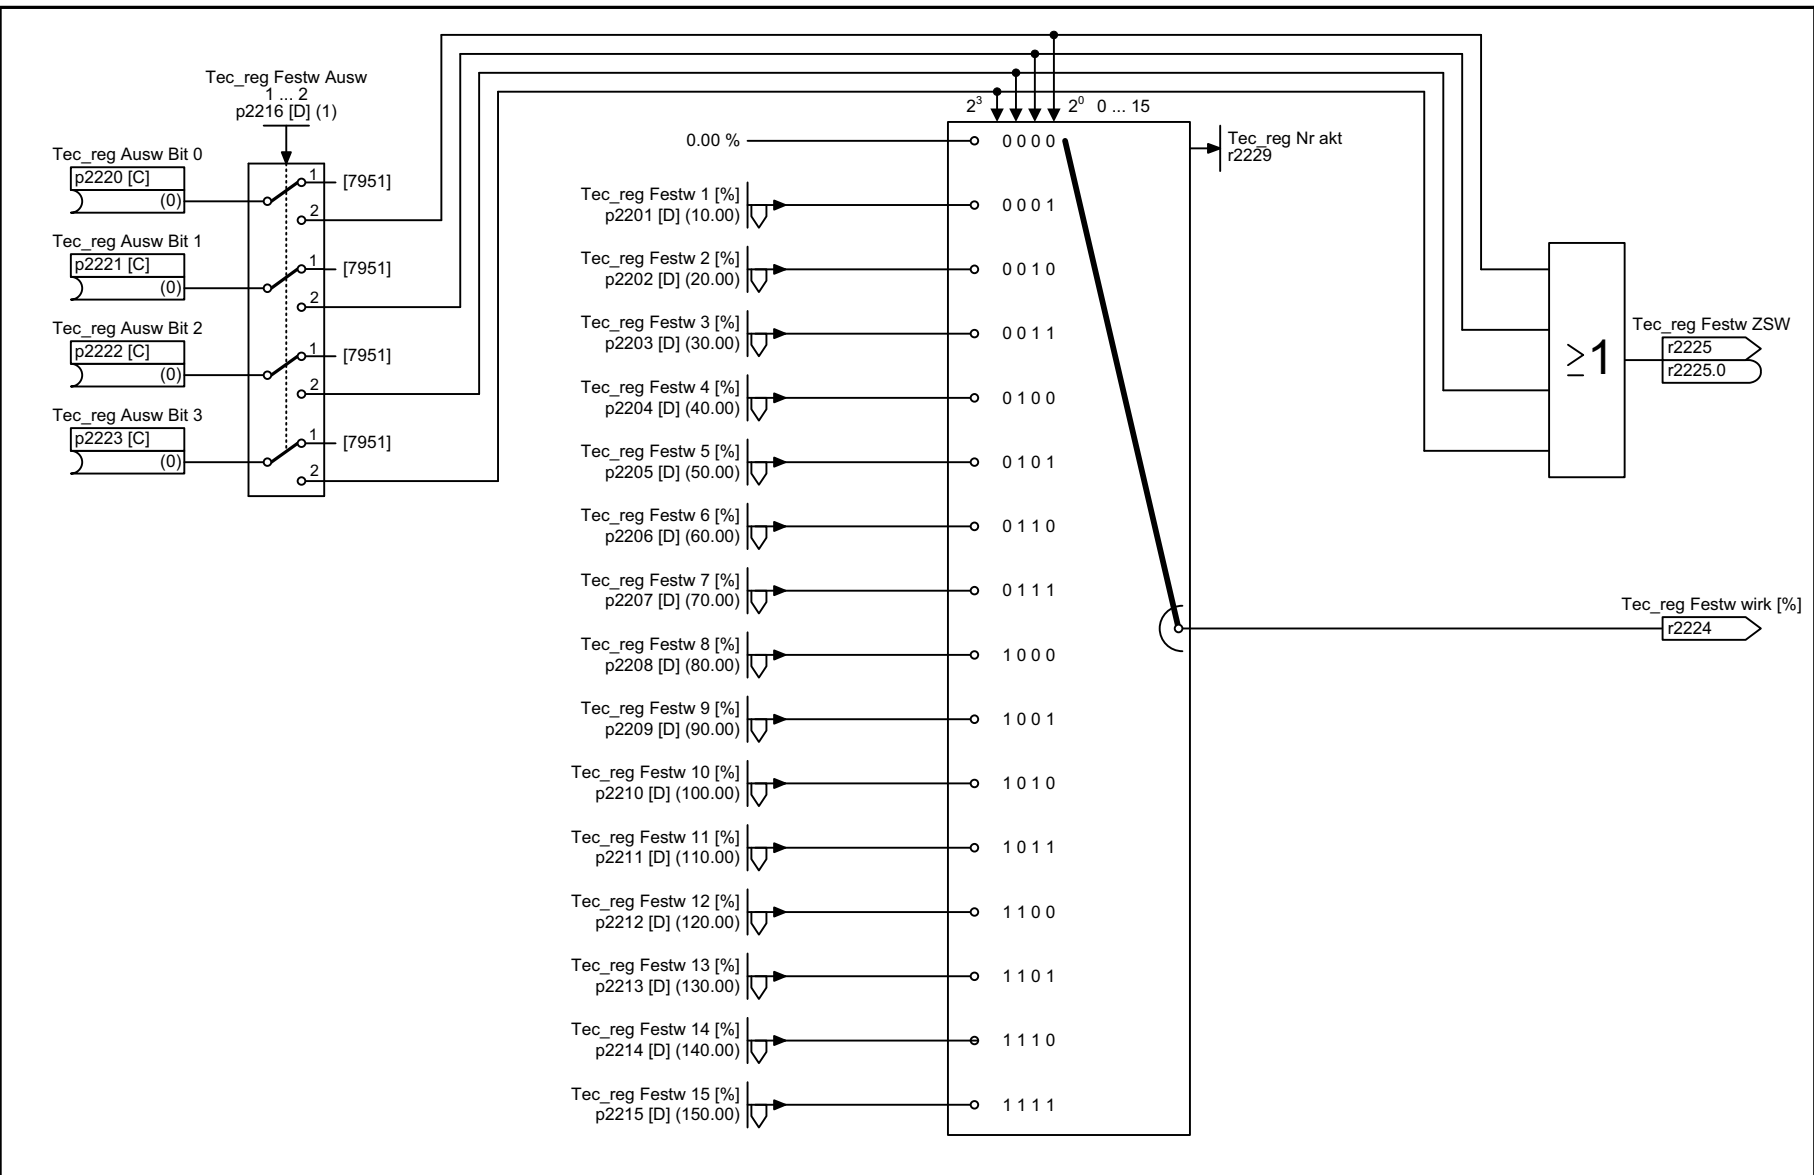 Tec_reg Festw Ausw
1 ... 2
p2216 [D] (1)
Tec_reg Ausw Bit 0
p2220 [C]
(0)
1
[7951]
2
Tec_reg Ausw Bit 1
p2221 [C]
(0)
1
[7951]
2
Tec_reg Ausw Bit 2
p2222 [C]
(0)
1
[7951]
2
Tec_reg Ausw Bit 3
p2223 [C]
(0)
1
[7951]
2
2³ 2⁰ 0 ... 15
0.00 % 0 0 0 0
Tec_reg Nr akt
r2229
Tec_reg Festw 1 [%]
p2201 [D] (10.00) 0 0 0 1
Tec_reg Festw 2 [%]
p2202 [D] (20.00) 0 0 1 0
Tec_reg Festw 3 [%]
p2203 [D] (30.00) 0 0 1 1
Tec_reg Festw 4 [%]
p2204 [D] (40.00) 0 1 0 0
Tec_reg Festw 5 [%]
p2205 [D] (50.00) 0 1 0 1
Tec_reg Festw 6 [%]
p2206 [D] (60.00) 0 1 1 0
Tec_reg Festw 7 [%]
p2207 [D] (70.00) 0 1 1 1
Tec_reg Festw 8 [%]
p2208 [D] (80.00) 1 0 0 0
Tec_reg Festw 9 [%]
p2209 [D] (90.00) 1 0 0 1
Tec_reg Festw 10 [%]
p2210 [D] (100.00) 1 0 1 0
Tec_reg Festw 11 [%]
p2211 [D] (110.00) 1 0 1 1
Tec_reg Festw 12 [%]
p2212 [D] (120.00) 1 1 0 0
Tec_reg Festw 13 [%]
p2213 [D] (130.00) 1 1 0 1
Tec_reg Festw 14 [%]
p2214 [D] (140.00) 1 1 1 0
Tec_reg Festw 15 [%]
p2215 [D] (150.00) 1 1 1 1
≥1
Tec_reg Festw ZSW
r2225
r2225.0
Tec_reg Festw wirk [%]
r2224